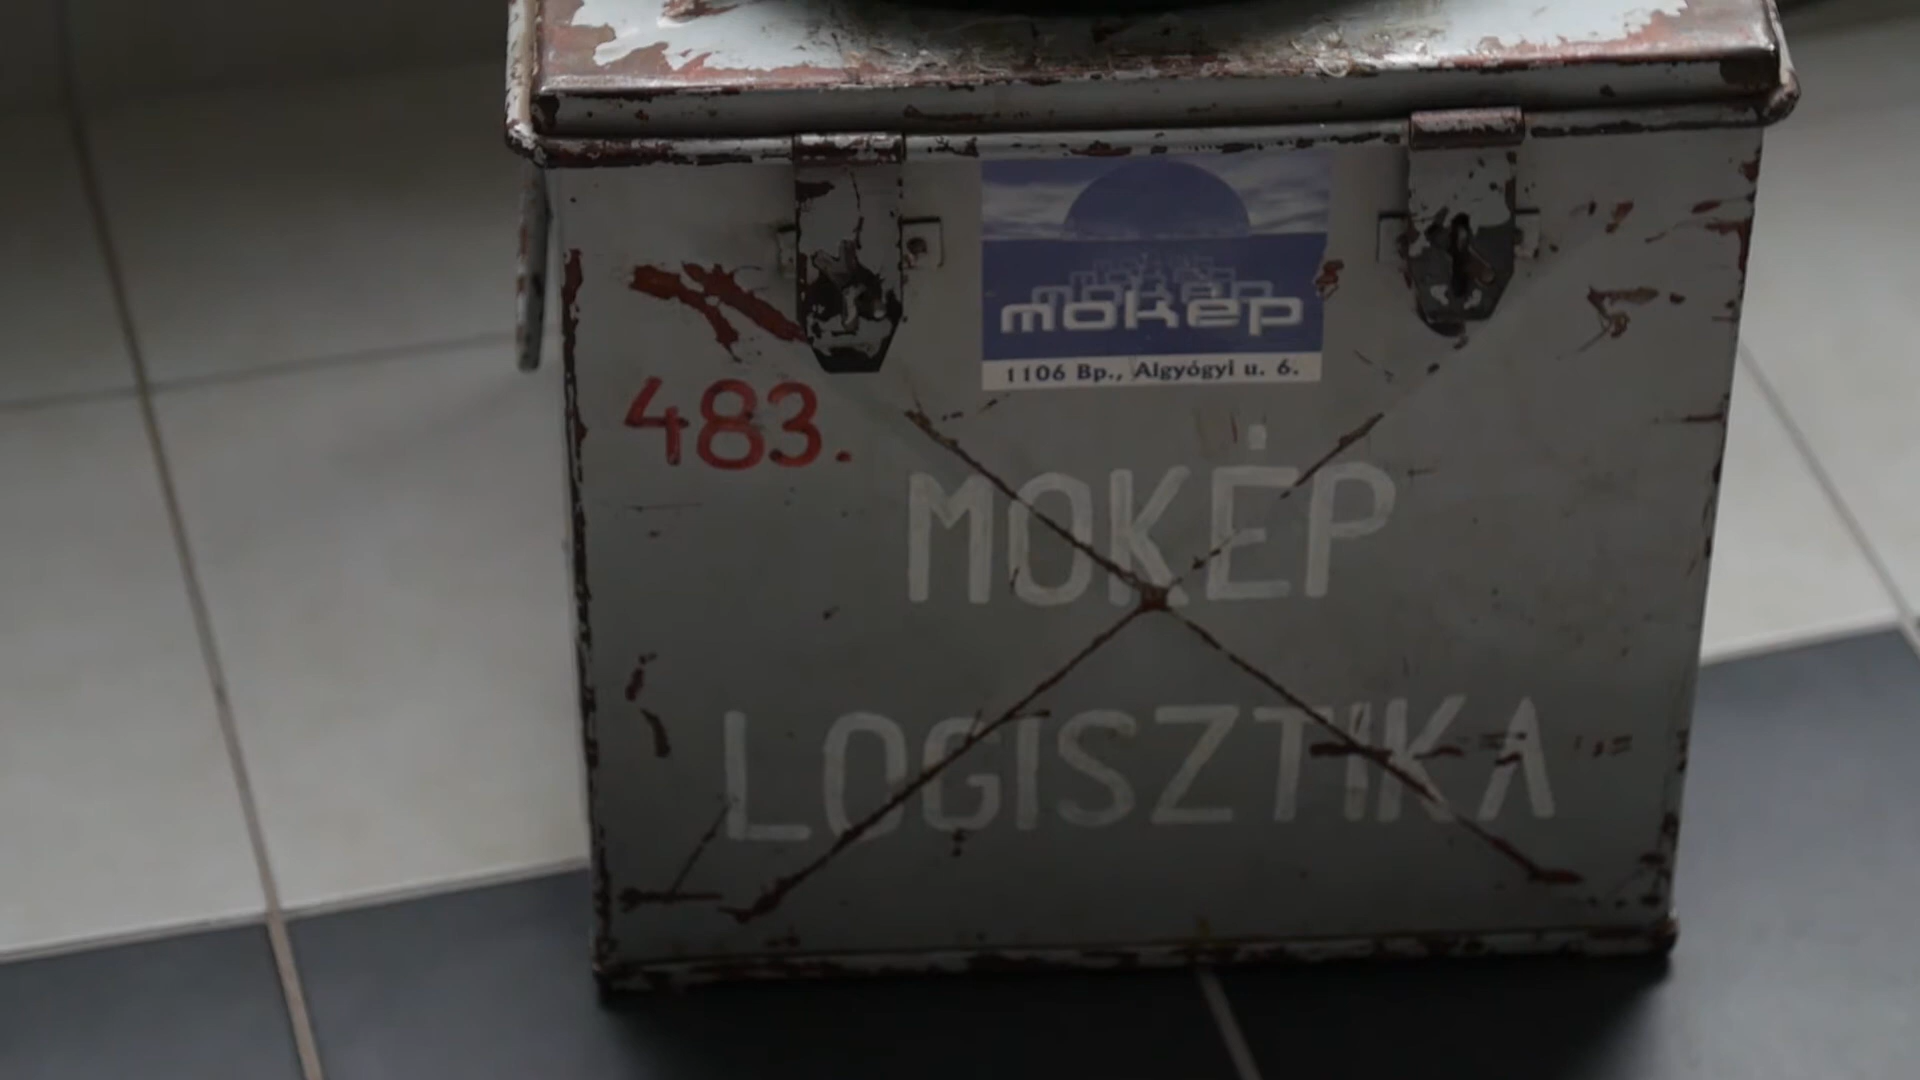 mokép
1106 Bp., Algyógyi u. 6.
483.
MOKÉP
LOGISZTIKA